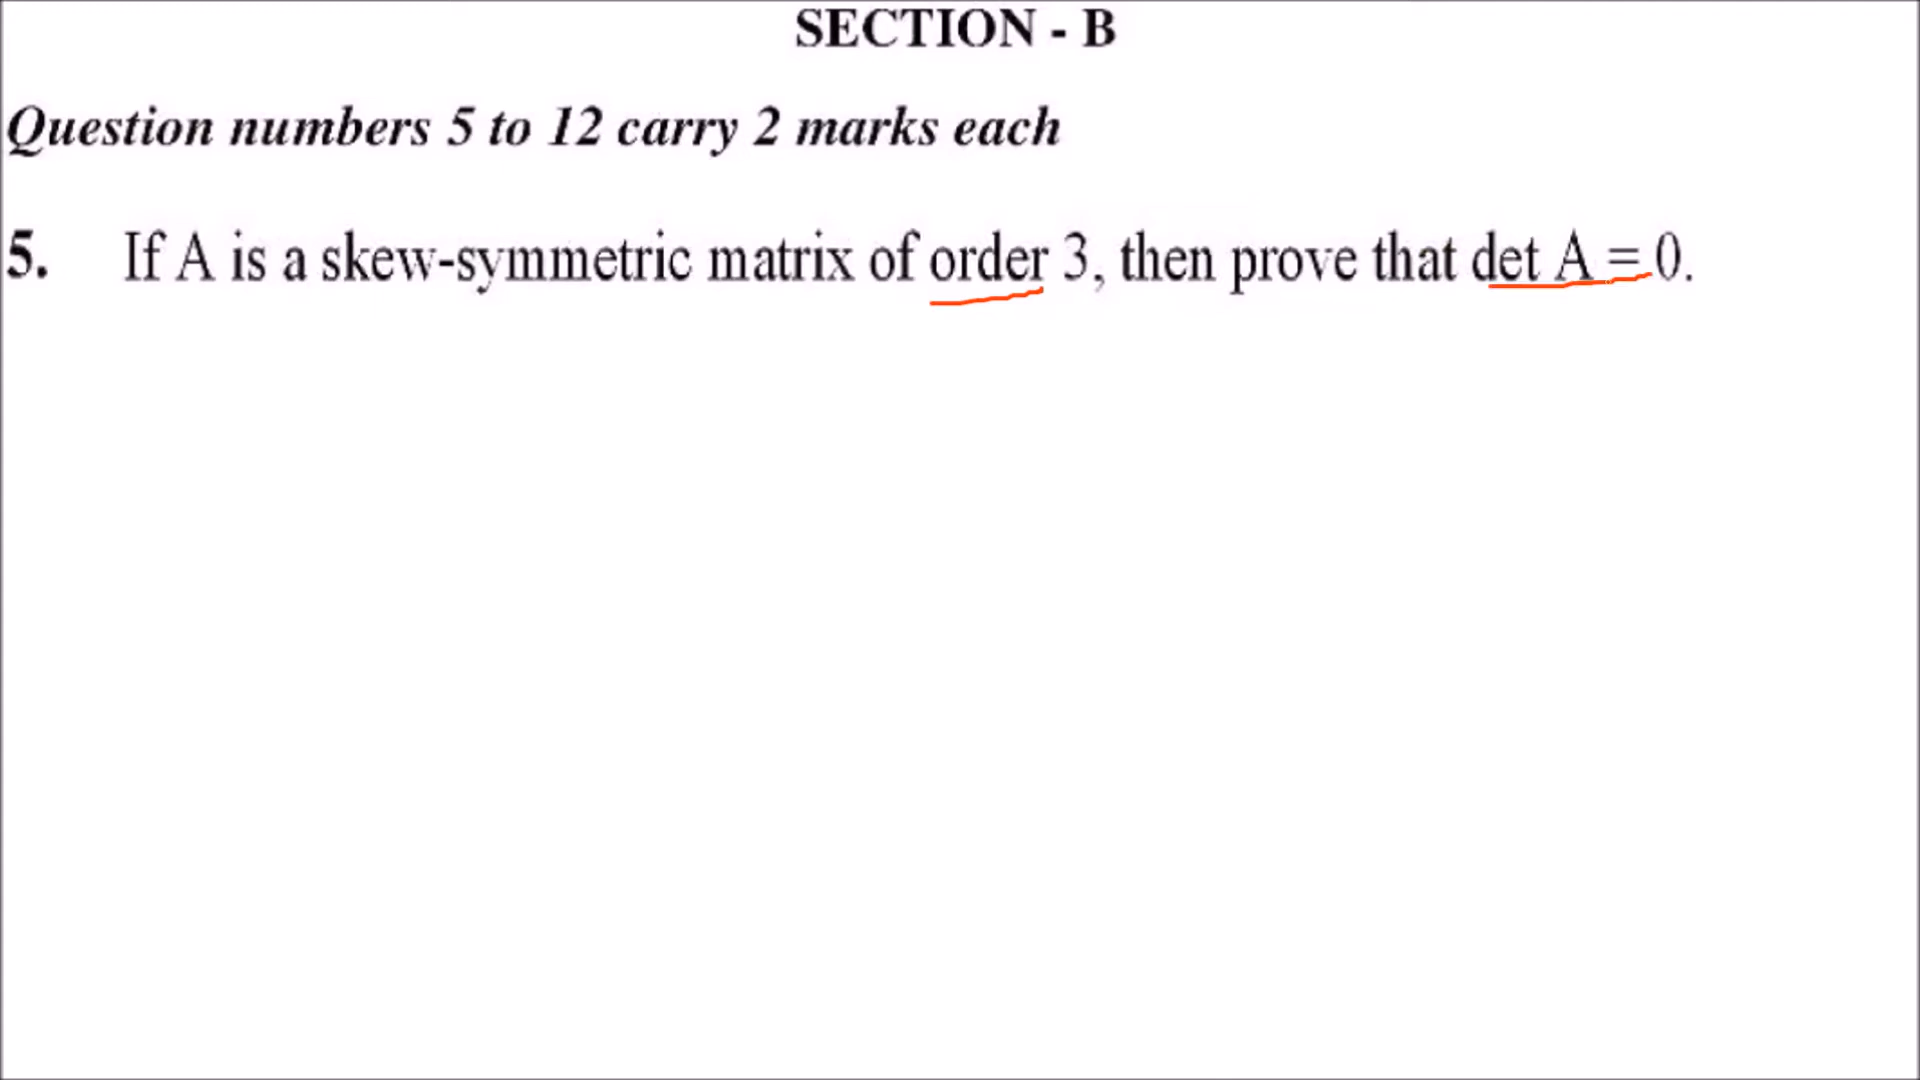 SECTION - B
Question numbers 5 to 12 carry 2 marks each
5. If A is a skew-symmetric matrix of order 3, then prove that det A = 0.